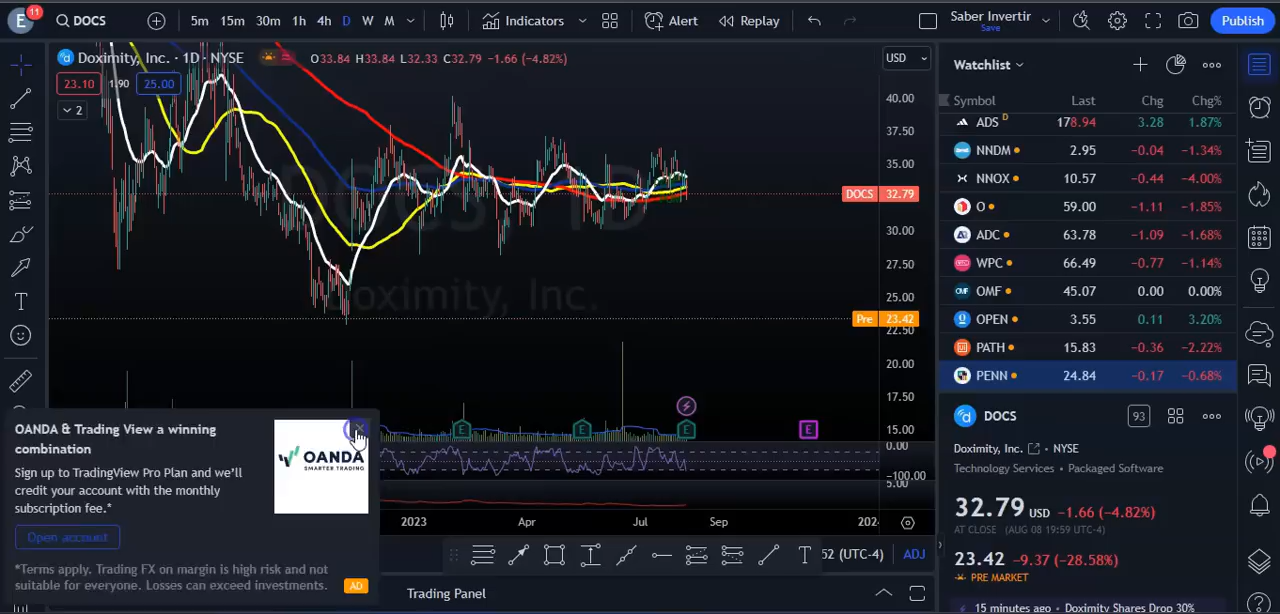 E 11 DOCS 5m 15m 30m 1h 4h D W M Indicators Alert Replay Saber Invertir Save Publish
Doximity, Inc. · 1D · NYSE O33.84 H33.84 L32.33 C32.79 −1.66 (−4.82%)
23.10 1.90 25.00
2
DOCS, 1D
Doximity, Inc.
USD
40.00
37.50
35.00
DOCS 32.79
30.00
27.50
25.00
Pre 23.42
22.50
20.00
17.50
15.00
0.00
−100.00
5.00
E E E E
2023 Apr Jul Sep 202
52 (UTC-4) ADJ
Trading Panel
OANDA & Trading View a winning
combination
Sign up to TradingView Pro Plan and we'll
credit your account with the monthly
subscription fee.*
Open account
*Terms apply. Trading FX on margin is high risk and not
suitable for everyone. Losses can exceed investments.
AD
OANDA
SMARTER TRADING
Watchlist
Symbol Last Chg Chg%
ADS D 178.94 3.28 1.87%
NNDM 2.95 −0.04 −1.34%
NNOX 10.57 −0.44 −4.00%
O 59.00 −1.11 −1.85%
ADC 63.78 −1.09 −1.68%
WPC 66.49 −0.77 −1.14%
OMF 45.07 0.00 0.00%
OPEN 3.55 0.11 3.20%
PATH 15.83 −0.36 −2.22%
PENN 24.84 −0.17 −0.68%
DOCS 93
Doximity, Inc. · NYSE
Technology Services · Packaged Software
32.79 USD −1.66 (−4.82%)
AT CLOSE (AUG 08 19:59 UTC-4)
23.42 −9.37 (−28.58%)
PRE MARKET
15 minutes ago · Doximity Shares Drop 30%